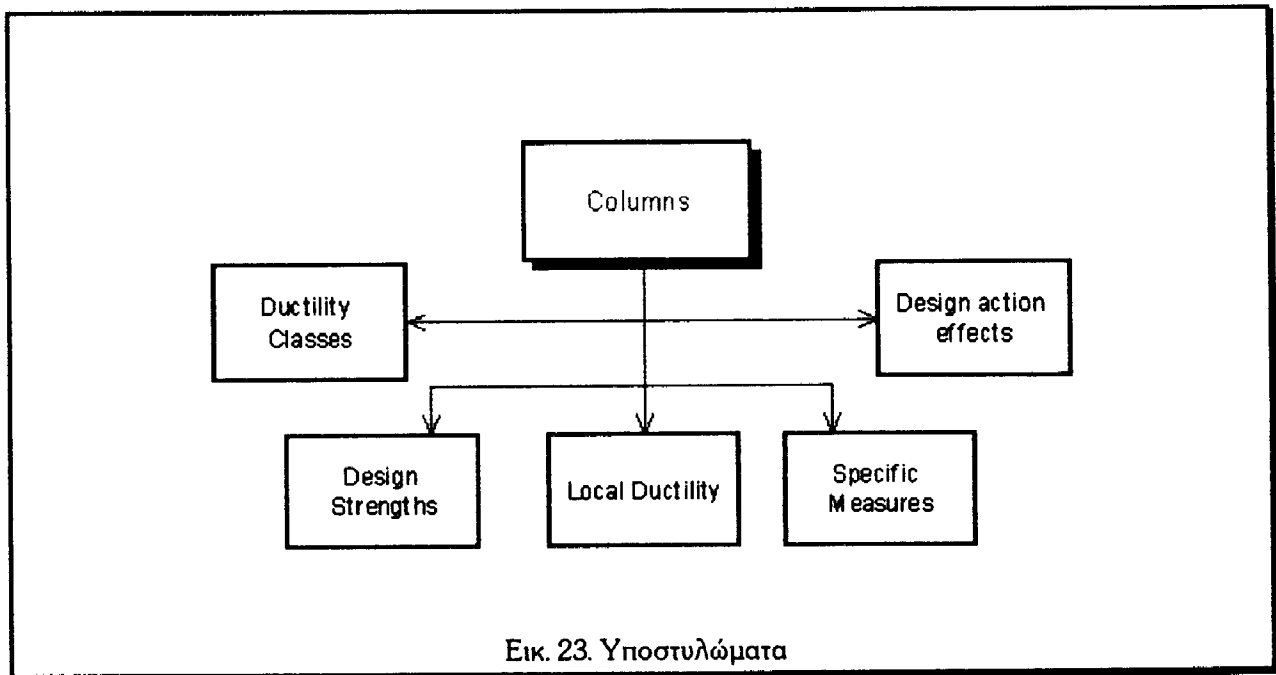 Columns
Ductility
Classes
Design action
effects
Design
Strengths
Local Ductility
Specific
Measures
Εικ. 23. Υποστυλώματα